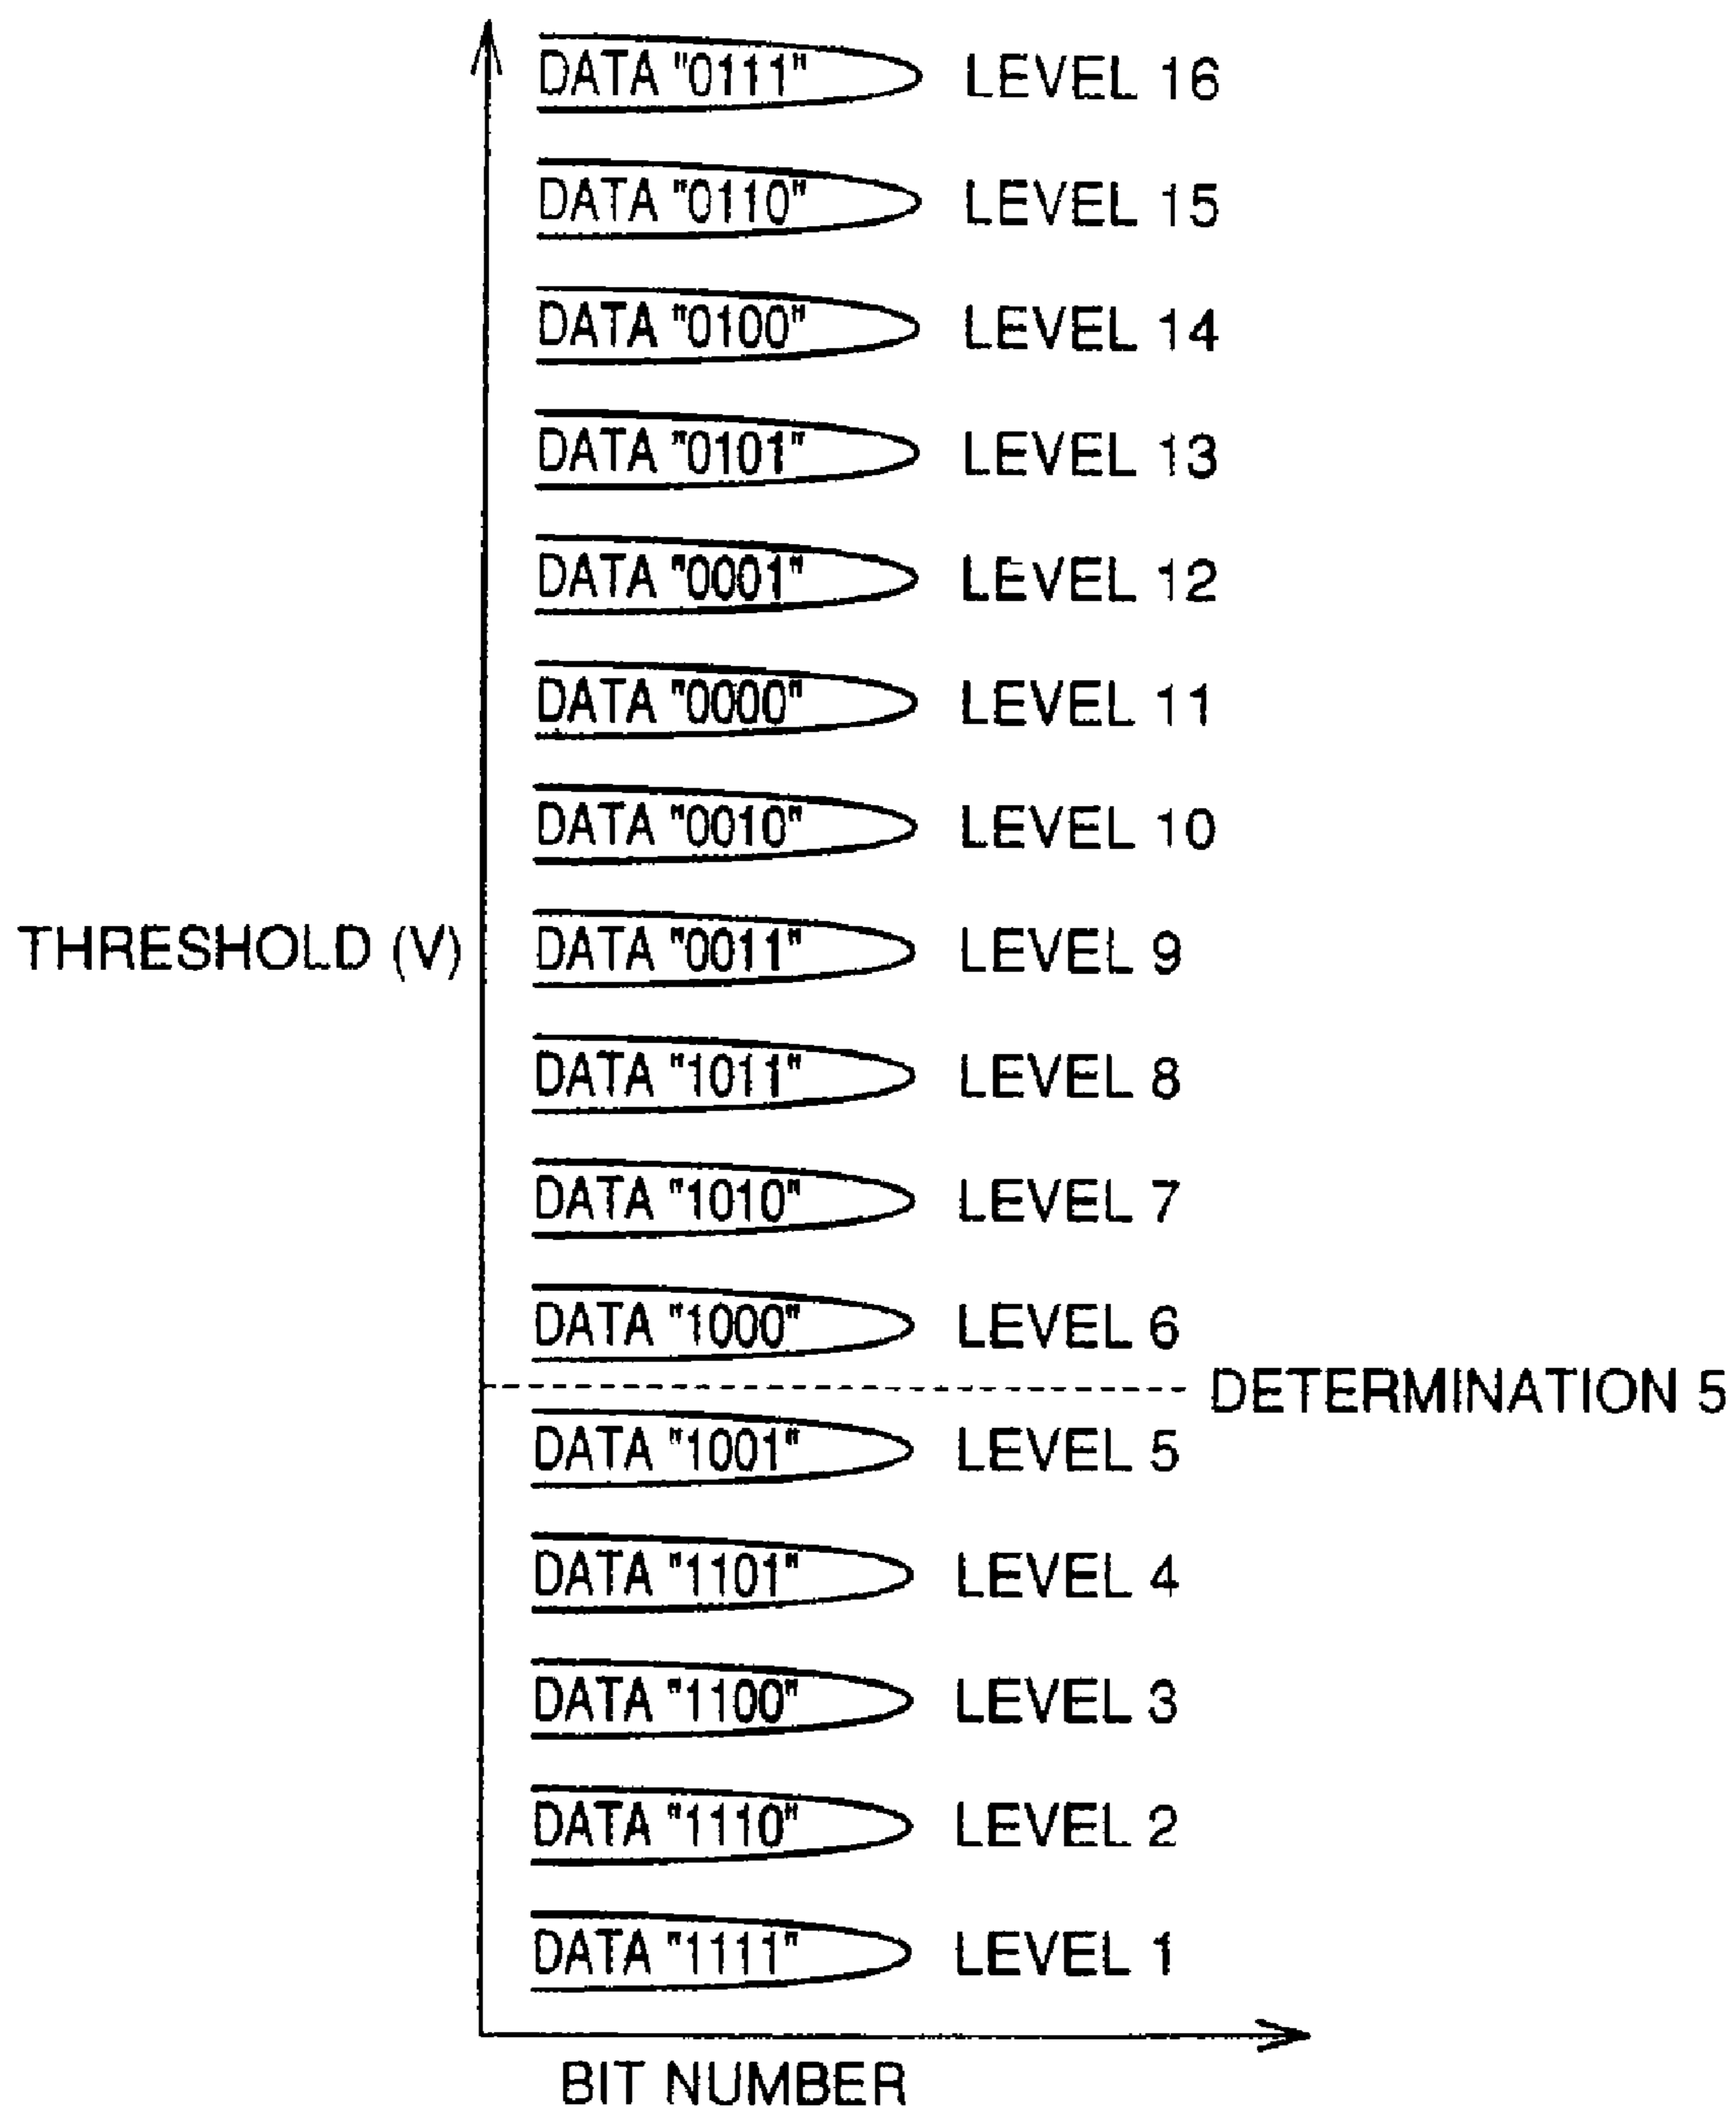 DATA "0111" LEVEL 16
DATA "0110" LEVEL 15
DATA "0100" LEVEL 14
DATA "0101" LEVEL 13
DATA "0001" LEVEL 12
DATA "0000" LEVEL 11
DATA "0010" LEVEL 10
THRESHOLD (V) DATA "0011" LEVEL 9
DATA "1011" LEVEL 8
DATA "1010" LEVEL 7
DATA "1000" LEVEL 6
DETERMINATION 5
DATA "1001" LEVEL 5
DATA "1101" LEVEL 4
DATA "1100" LEVEL 3
DATA "1110" LEVEL 2
DATA "1111" LEVEL 1
BIT NUMBER